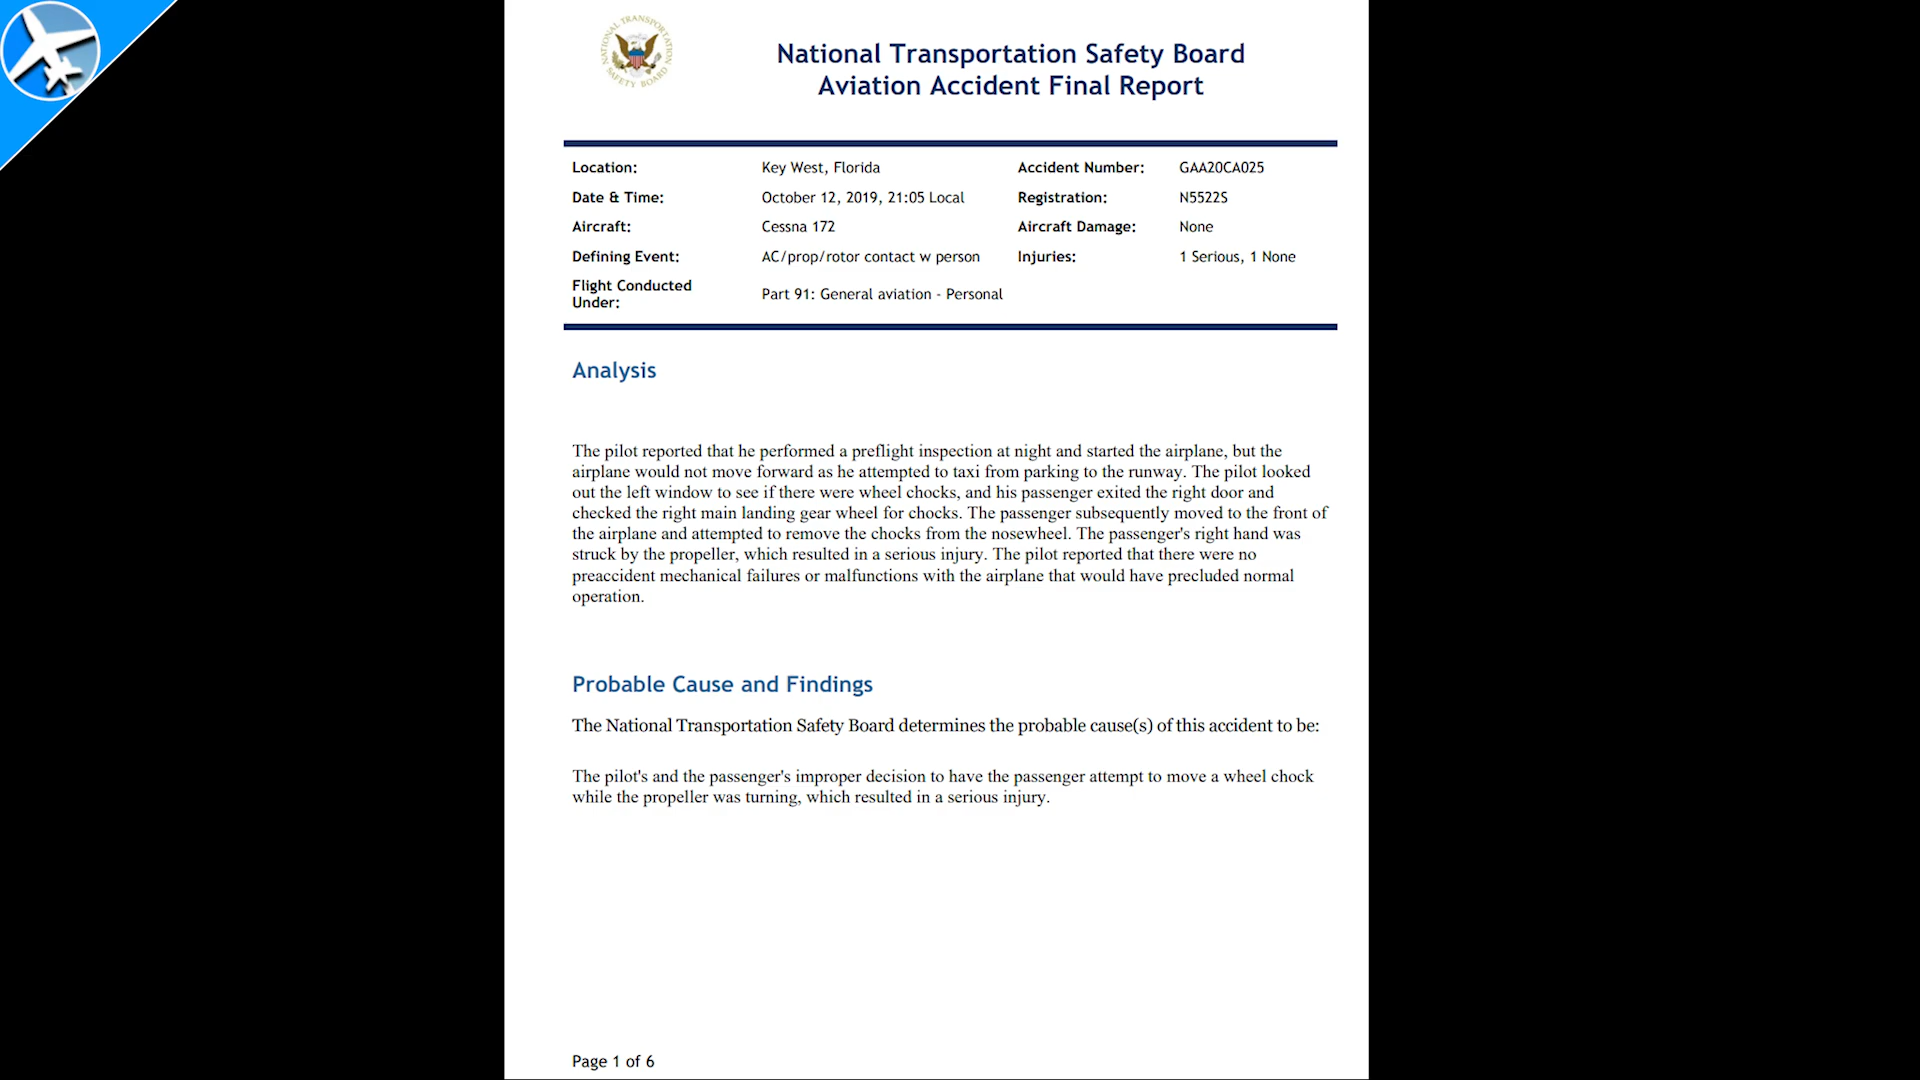 National Transportation Safety Board
Aviation Accident Final Report
Location: Key West, Florida Accident Number: GAA20CA025
Date & Time: October 12, 2019, 21:05 Local Registration: N5522S
Aircraft: Cessna 172 Aircraft Damage: None
Defining Event: AC/prop/rotor contact w person Injuries: 1 Serious, 1 None
Flight Conducted
Under: Part 91: General aviation - Personal
Analysis
The pilot reported that he performed a preflight inspection at night and started the airplane, but the
airplane would not move forward as he attempted to taxi from parking to the runway. The pilot looked
out the left window to see if there were wheel chocks, and his passenger exited the right door and
checked the right main landing gear wheel for chocks. The passenger subsequently moved to the front of
the airplane and attempted to remove the chocks from the nosewheel. The passenger's right hand was
struck by the propeller, which resulted in a serious injury. The pilot reported that there were no
preaccident mechanical failures or malfunctions with the airplane that would have precluded normal
operation.
Probable Cause and Findings
The National Transportation Safety Board determines the probable cause(s) of this accident to be:
The pilot's and the passenger's improper decision to have the passenger attempt to move a wheel chock
while the propeller was turning, which resulted in a serious injury.
Page 1 of 6
NATIONAL TRANSPORTATION
SAFETY BOARD